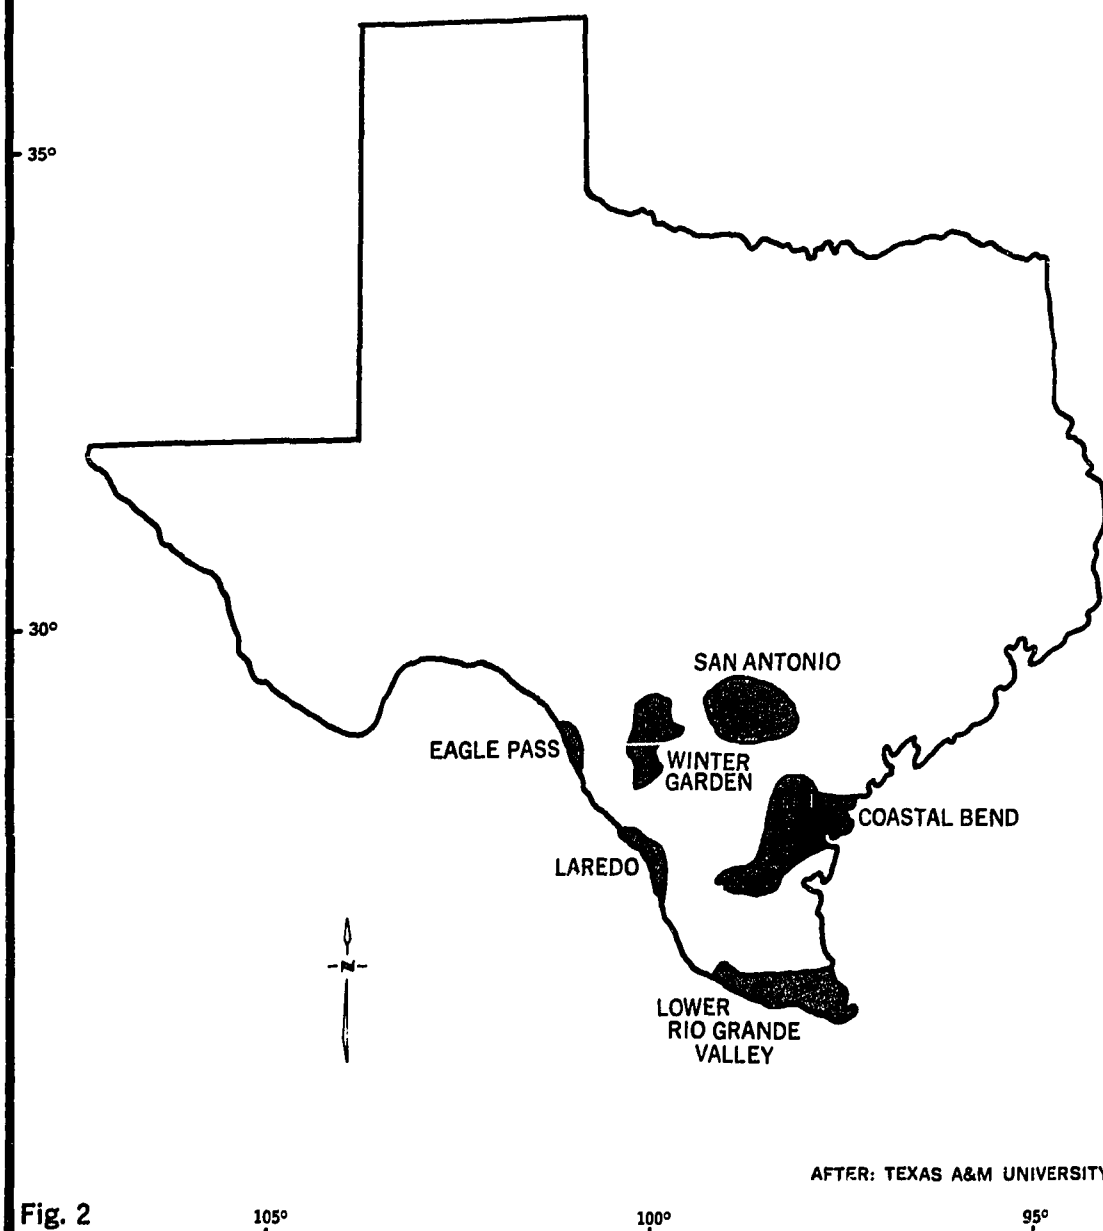 35°
30°
SAN ANTONIO
EAGLE PASS
WINTER
GARDEN
COASTAL BEND
LAREDO
N
LOWER
RIO GRANDE
VALLEY
AFTER: TEXAS A&M UNIVERSITY
Fig. 2
105°
100°
95°